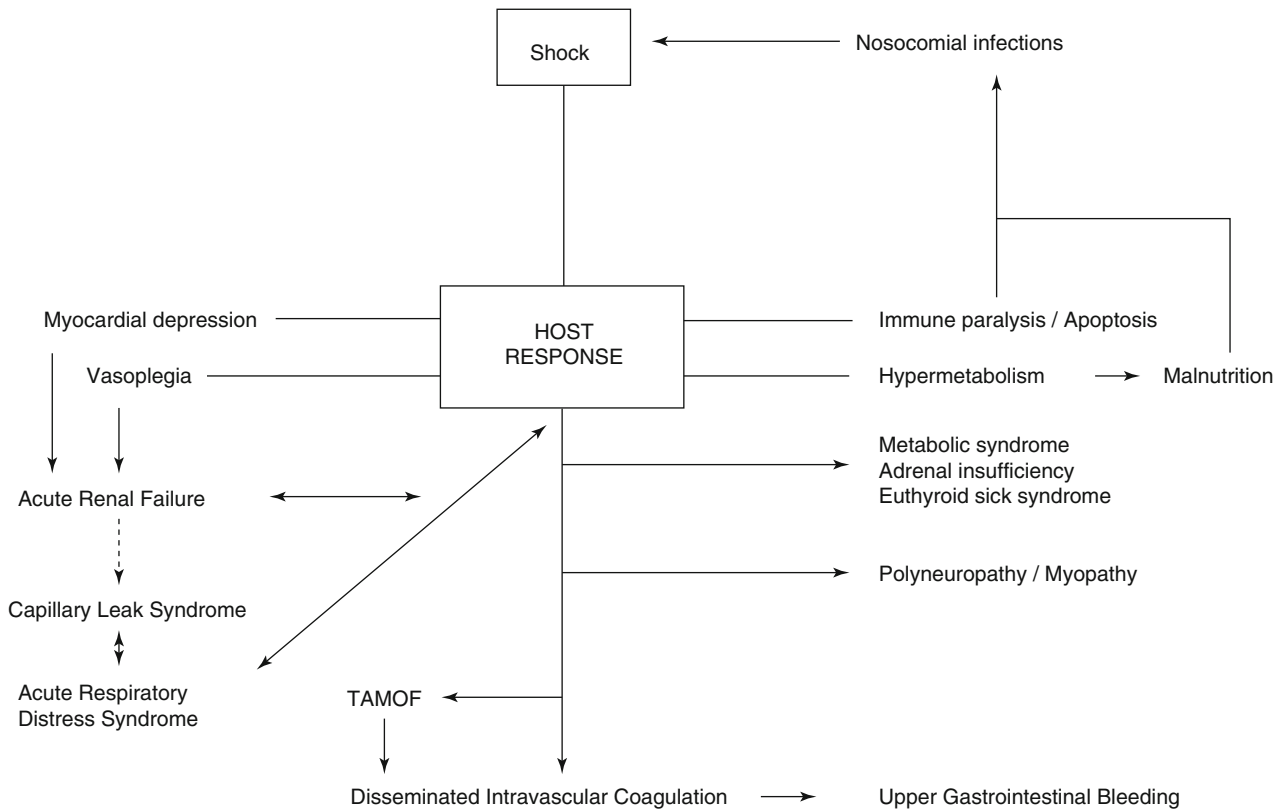 Shock
Nosocomial infections
HOST
RESPONSE
Myocardial depression
Immune paralysis / Apoptosis
Vasoplegia
Hypermetabolism
Malnutrition
Metabolic syndrome
Adrenal insufficiency
Euthyroid sick syndrome
Acute Renal Failure
Polyneuropathy / Myopathy
Capillary Leak Syndrome
Acute Respiratory
Distress Syndrome
TAMOF
Disseminated Intravascular Coagulation
Upper Gastrointestinal Bleeding